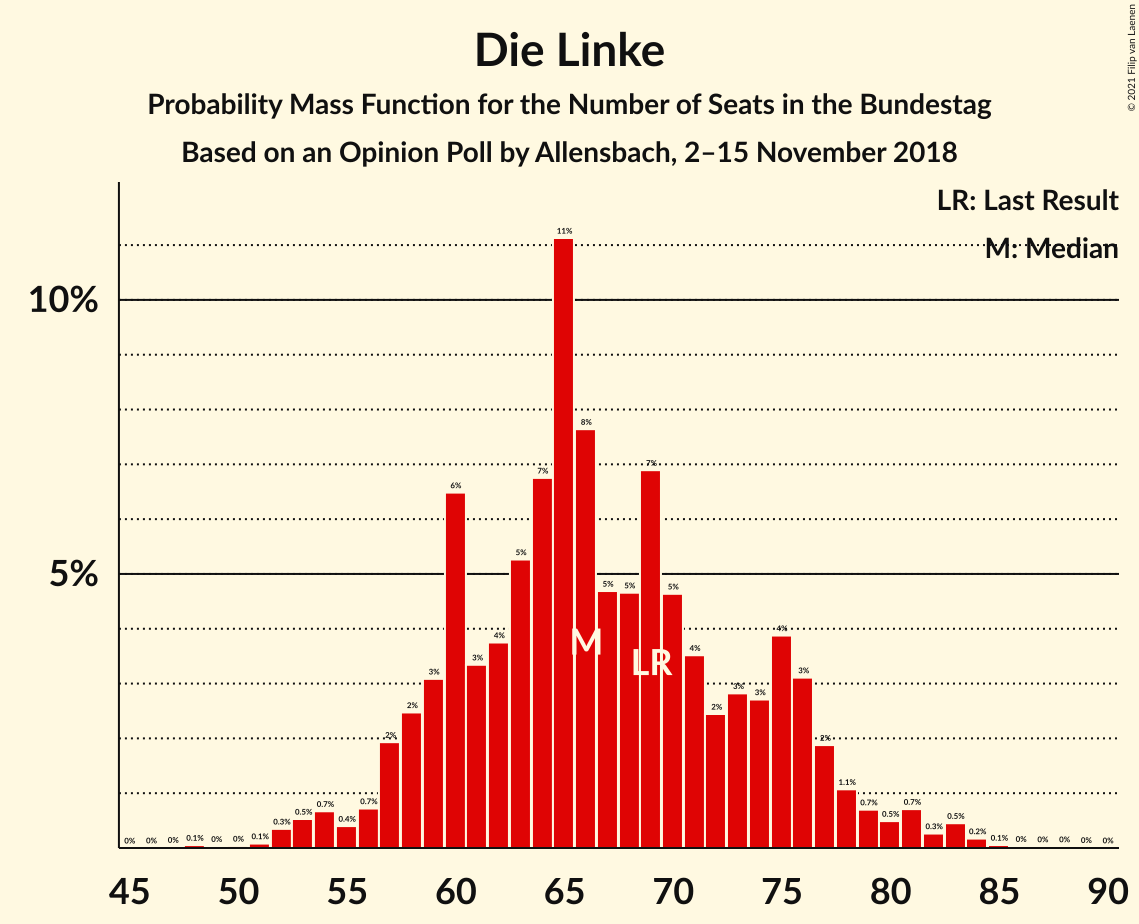 Die Linke
Probability Mass Function for the Number of Seats in the Bundestag
Based on an Opinion Poll by Allensbach, 2–15 November 2018
© 2021 Filip van Laenen
LR: Last Result
M: Median
10%
5%
0% 0% 0% 0.1% 0% 0% 0.1% 0.3% 0.5% 0.7% 0.4% 0.7% 2% 2% 3% 6% 3% 4% 5% 7% 11% 8% 5% 5% 7% 5% 4% 2% 3% 3% 4% 3% 2% 1.1% 0.7% 0.5% 0.7% 0.3% 0.5% 0.2% 0.1% 0% 0% 0% 0% 0%
M
LR
45 50 55 60 65 70 75 80 85 90